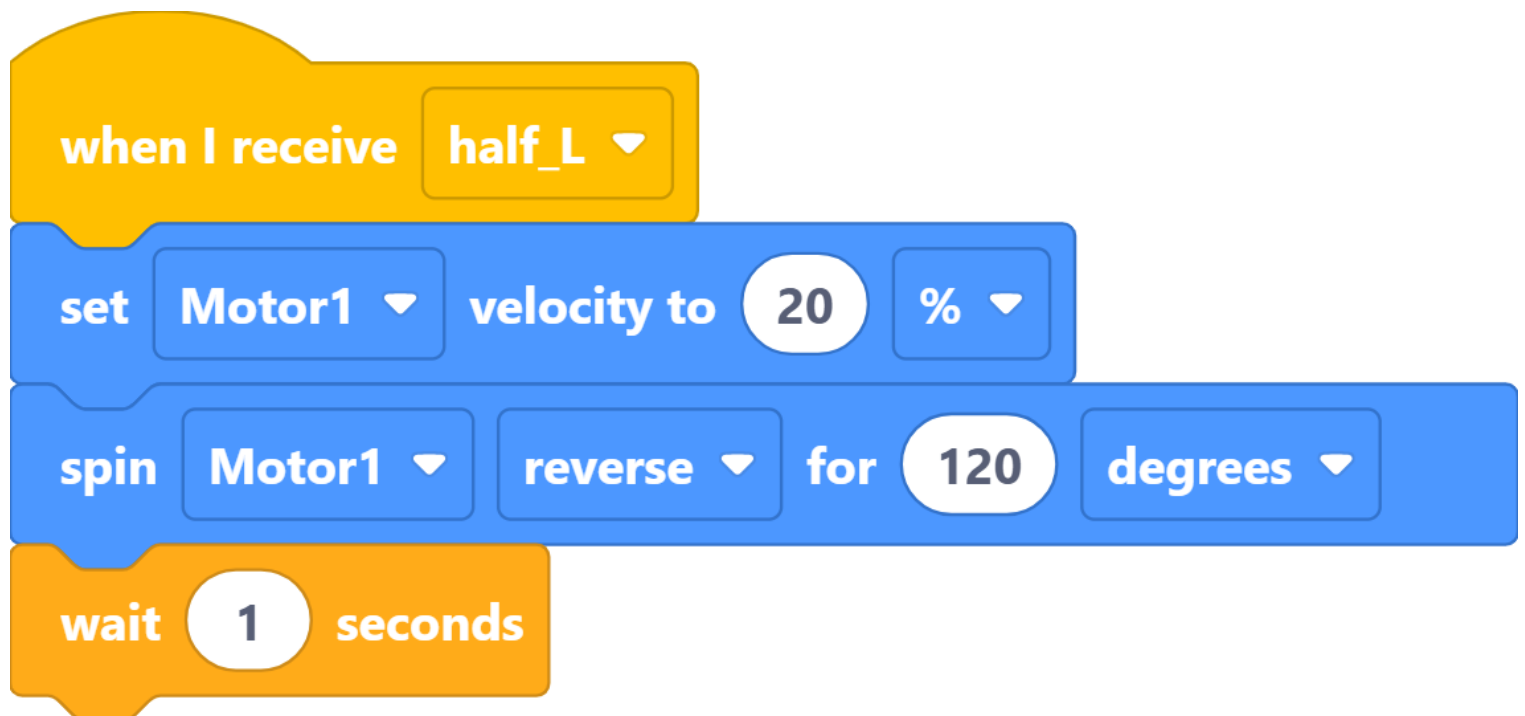 when I receive half_L
set Motor1 velocity to 20 %
spin Motor1 reverse for 120 degrees
wait 1 seconds